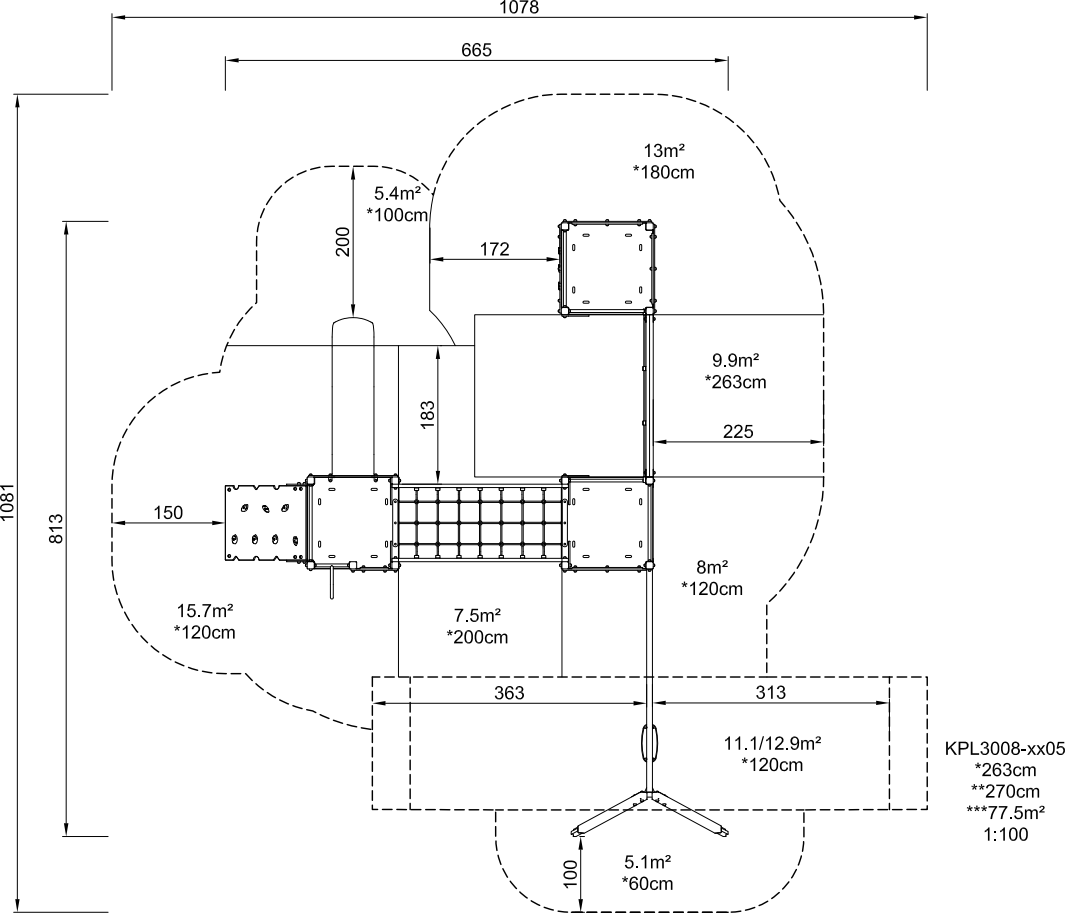 1078
665
13m²
*180cm
5.4m²
*100cm
200
172
9.9m²
*263cm
183
225
1081
813
150
8m²
*120cm
15.7m²
*120cm
7.5m²
*200cm
363
313
11.1/12.9m²
*120cm
KPL3008-xx05
*263cm
**270cm
***77.5m²
1:100
100
5.1m²
*60cm